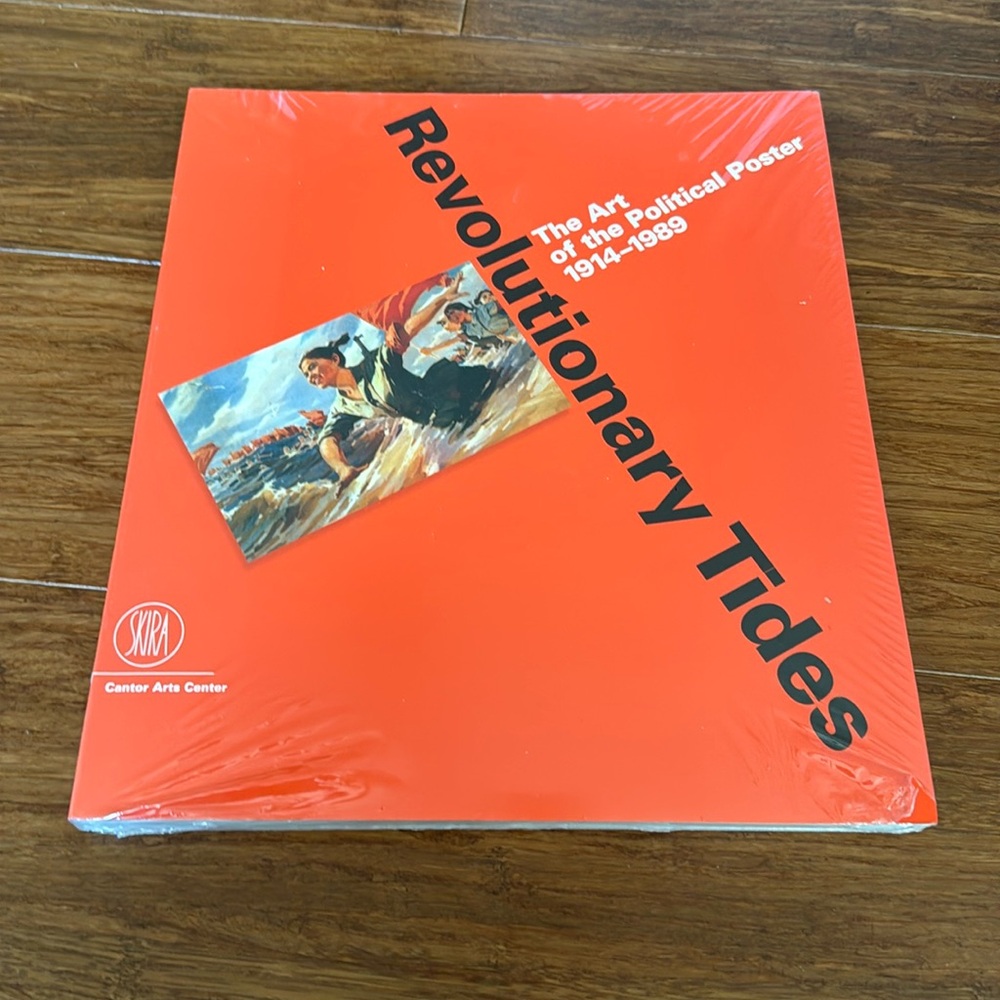 Revolutionary Tides
The Art
of the Political Poster
1914–1989
SKIRA
Cantor Arts Center